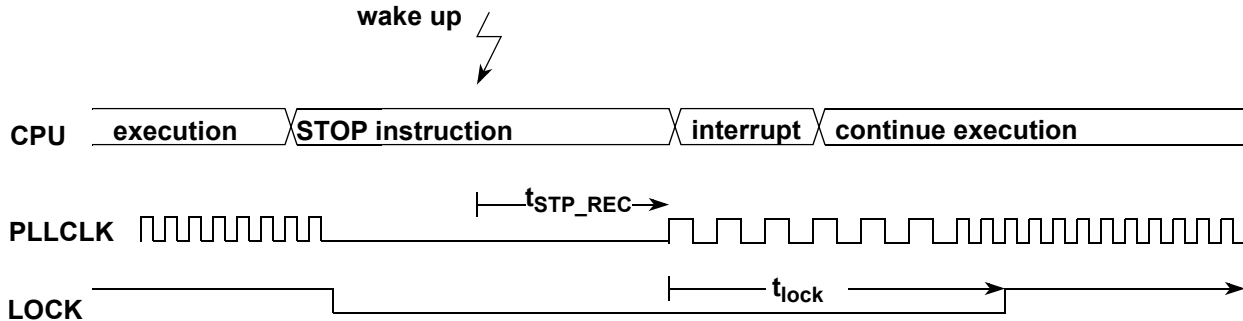 wake up
CPU execution STOP instruction interrupt continue execution
tSTP_REC
PLLCLK
tlock
LOCK